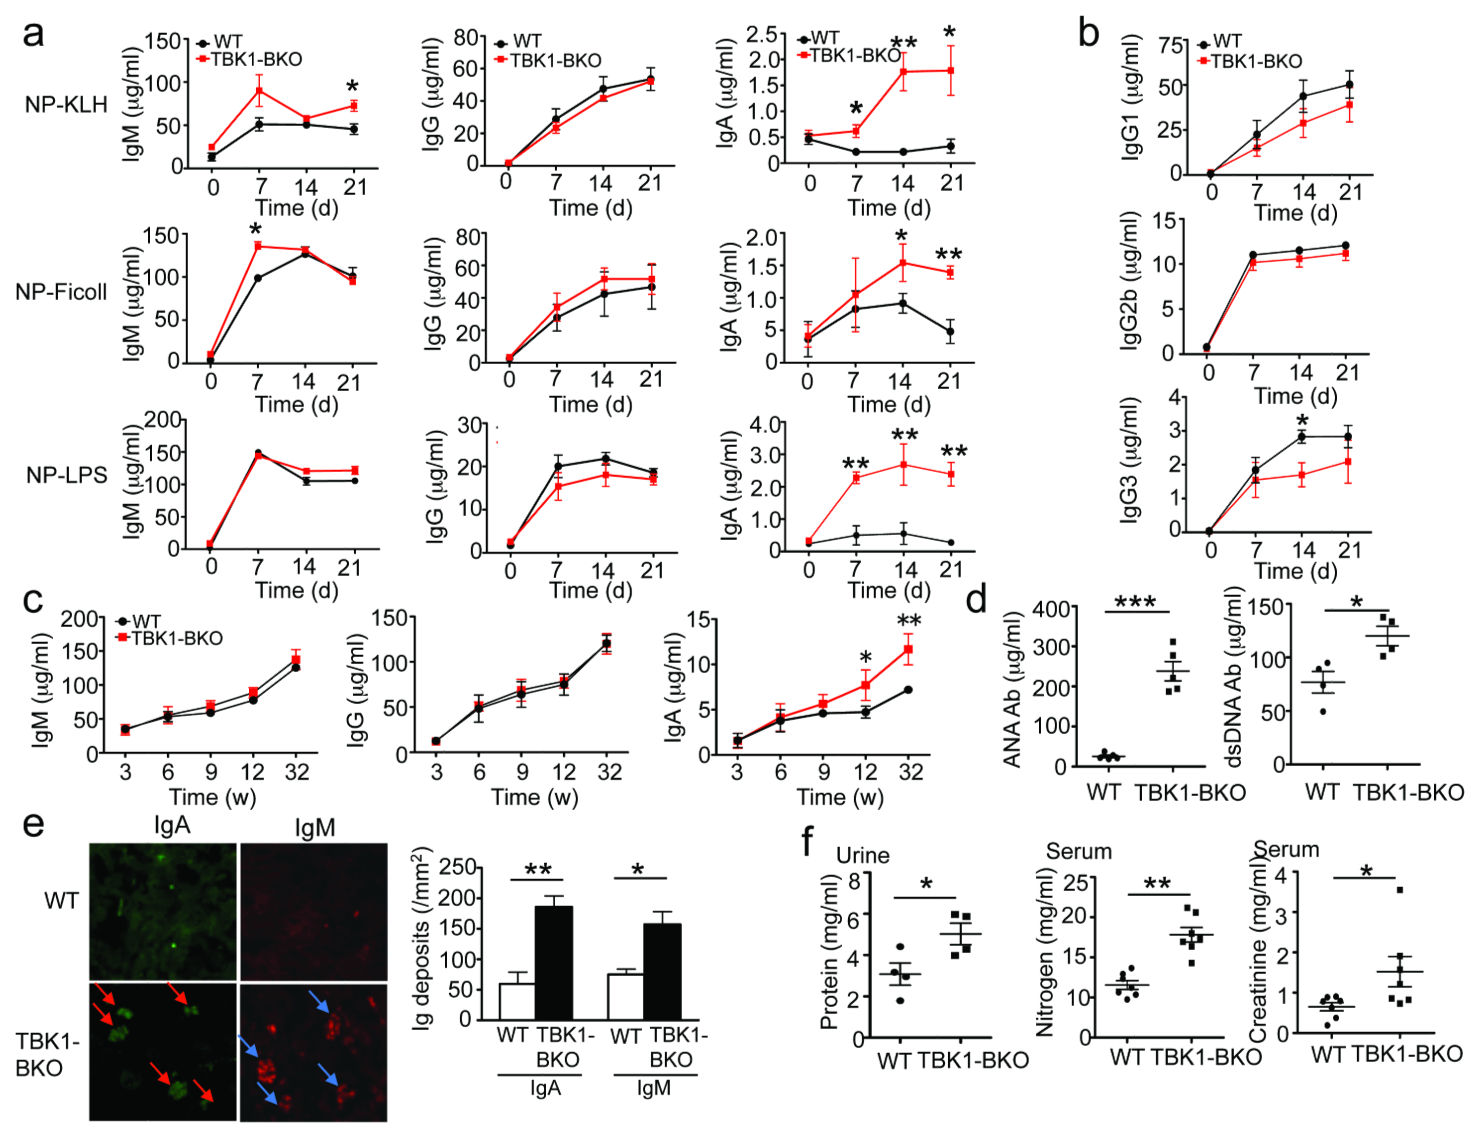 a
NP-KLH
IgM (µg/ml)
150
100
50
0
WT
TBK1-BKO
*
0 7 14 21
Time (d)
IgG (µg/ml)
80
60
40
20
0
WT
TBK1-BKO
0 7 14 21
Time (d)
IgA (µg/ml)
2.5
2.0
1.5
1.0
0.5
0
WT
TBK1-BKO
* ** *
0 7 14 21
Time (d)
NP-Ficoll
IgM (µg/ml)
150
100
50
0
*
0 7 14 21
Time (d)
IgG (µg/ml)
80
60
40
20
0
0 7 14 21
Time (d)
IgA (µg/ml)
2.0
1.5
1.0
5
0
* **
0 7 14 21
Time (d)
NP-LPS
IgM (µg/ml)
200
150
100
50
0
0 7 14 21
Time (d)
IgG (µg/ml)
30
20
10
0
0 7 14 21
Time (d)
IgA (µg/ml)
4.0
3.0
2.0
1.0
0
** ** **
0 7 14 21
Time (d)
b
IgG1 (µg/ml)
75
50
25
0
WT
TBK1-BKO
0 7 14 21
Time (d)
IgG2b (µg/ml)
15
10
5
0
0 7 14 21
Time (d)
IgG3 (µg/ml)
4
3
2
1
0
*
0 7 14 21
Time (d)
c
IgM (µg/ml)
200
150
100
50
0
WT
TBK1-BKO
3 6 9 12 32
Time (w)
IgG (µg/ml)
150
100
50
0
3 6 9 12 32
Time (w)
IgA (µg/ml)
15
10
5
0
* **
3 6 9 12 32
Time (w)
d
ANA Ab (µg/ml)
400
300
200
100
0
***
WT TBK1-BKO
dsDNA Ab (µg/ml)
150
100
50
0
*
WT TBK1-BKO
e
IgA IgM
WT
TBK1-
BKO
Ig deposits (/mm²)
250
200
150
100
50
0
** *
WT TBK1- WT TBK1-
BKO BKO
IgA IgM
f
Urine
Protein (mg/ml)
8
6
4
2
0
*
WT TBK1-BKO
Serum
Nitrogen (mg/ml)
25
20
15
10
0
**
WT TBK1-BKO
Serum
Creatinine (mg/ml)
4
3
2
1
0
*
WT TBK1-BKO